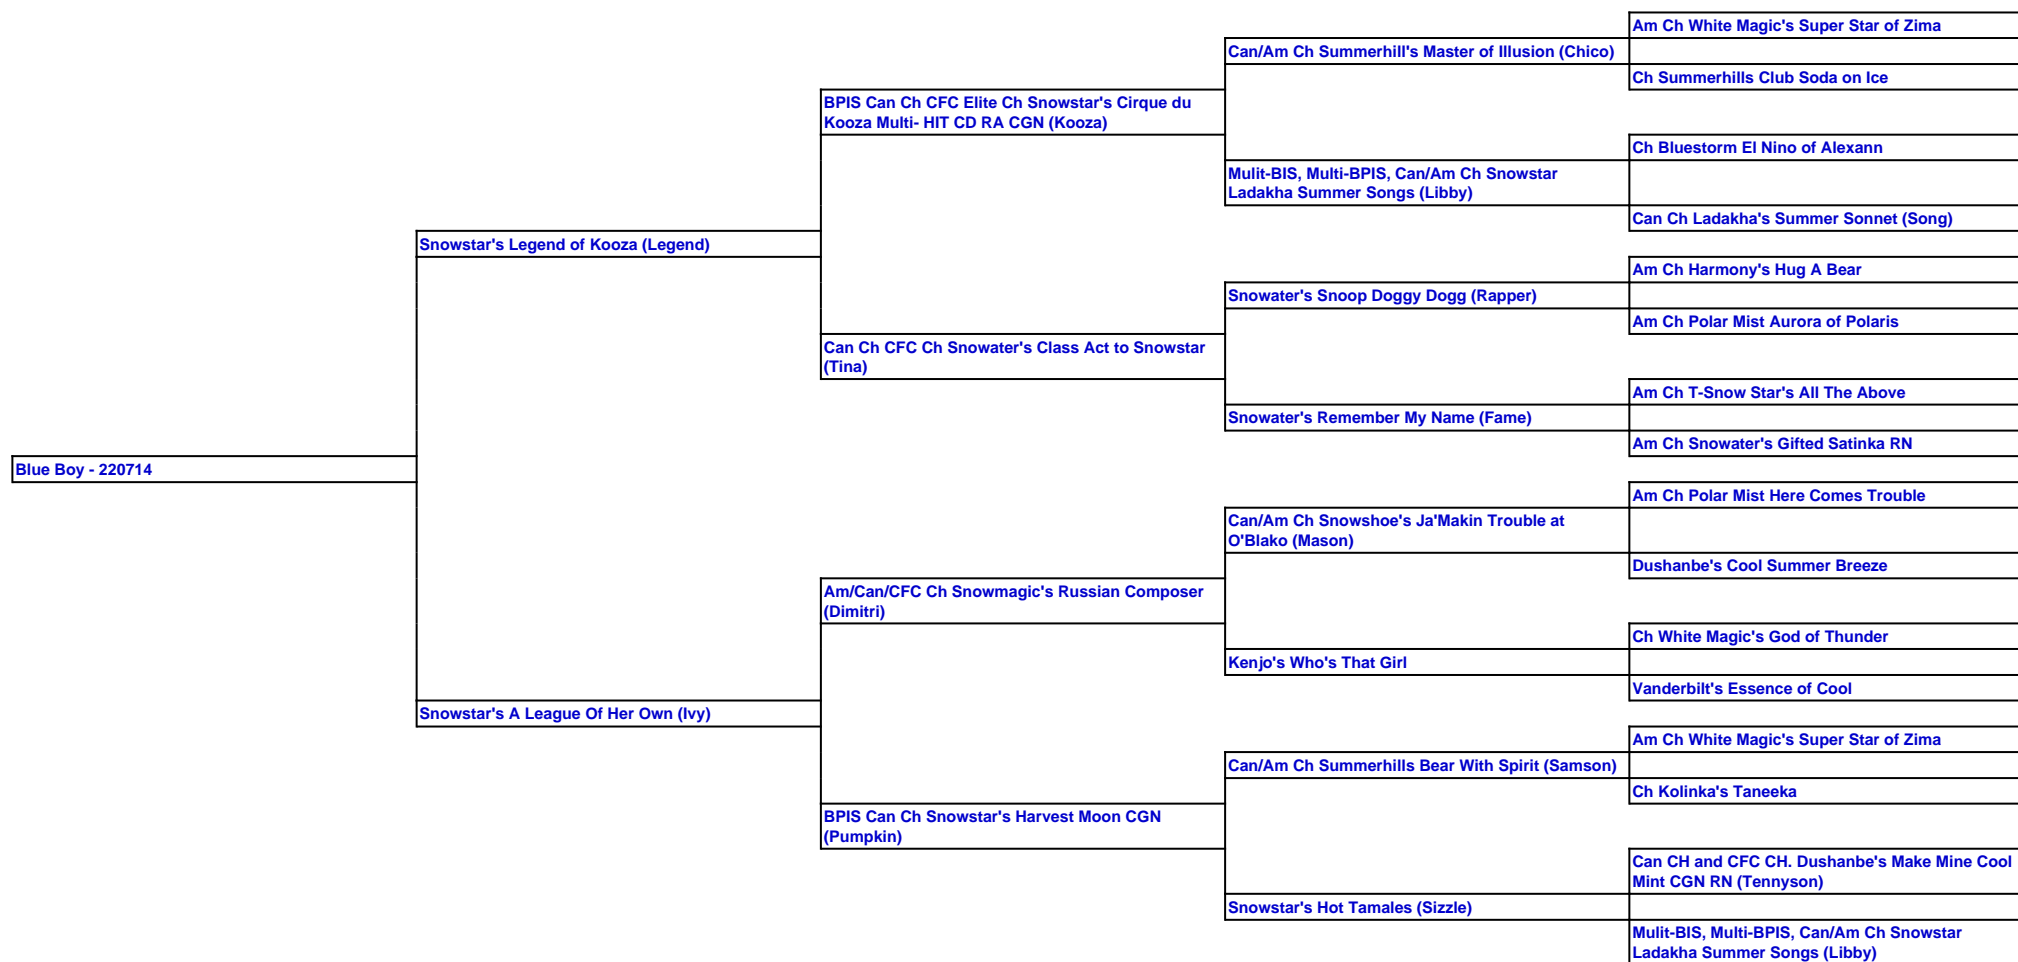 Am Ch White Magic's Super Star of Zima
Can/Am Ch Summerhill's Master of Illusion (Chico)
Ch Summerhills Club Soda on Ice
BPIS Can Ch CFC Elite Ch Snowstar's Cirque du
Kooza Multi- HIT CD RA CGN (Kooza)
Ch Bluestorm El Nino of Alexann
Mulit-BIS, Multi-BPIS, Can/Am Ch Snowstar
Ladakha Summer Songs (Libby)
Can Ch Ladakha's Summer Sonnet (Song)
Snowstar's Legend of Kooza (Legend)
Am Ch Harmony's Hug A Bear
Snowater's Snoop Doggy Dogg (Rapper)
Am Ch Polar Mist Aurora of Polaris
Can Ch CFC Ch Snowater's Class Act to Snowstar
(Tina)
Am Ch T-Snow Star's All The Above
Snowater's Remember My Name (Fame)
Am Ch Snowater's Gifted Satinka RN
Blue Boy - 220714
Am Ch Polar Mist Here Comes Trouble
Can/Am Ch Snowshoe's Ja'Makin Trouble at
O'Blako (Mason)
Dushanbe's Cool Summer Breeze
Am/Can/CFC Ch Snowmagic's Russian Composer
(Dimitri)
Ch White Magic's God of Thunder
Kenjo's Who's That Girl
Vanderbilt's Essence of Cool
Snowstar's A League Of Her Own (Ivy)
Am Ch White Magic's Super Star of Zima
Can/Am Ch Summerhills Bear With Spirit (Samson)
Ch Kolinka's Taneeka
BPIS Can Ch Snowstar's Harvest Moon CGN
(Pumpkin)
Can CH and CFC CH. Dushanbe's Make Mine Cool
Mint CGN RN (Tennyson)
Snowstar's Hot Tamales (Sizzle)
Mulit-BIS, Multi-BPIS, Can/Am Ch Snowstar
Ladakha Summer Songs (Libby)